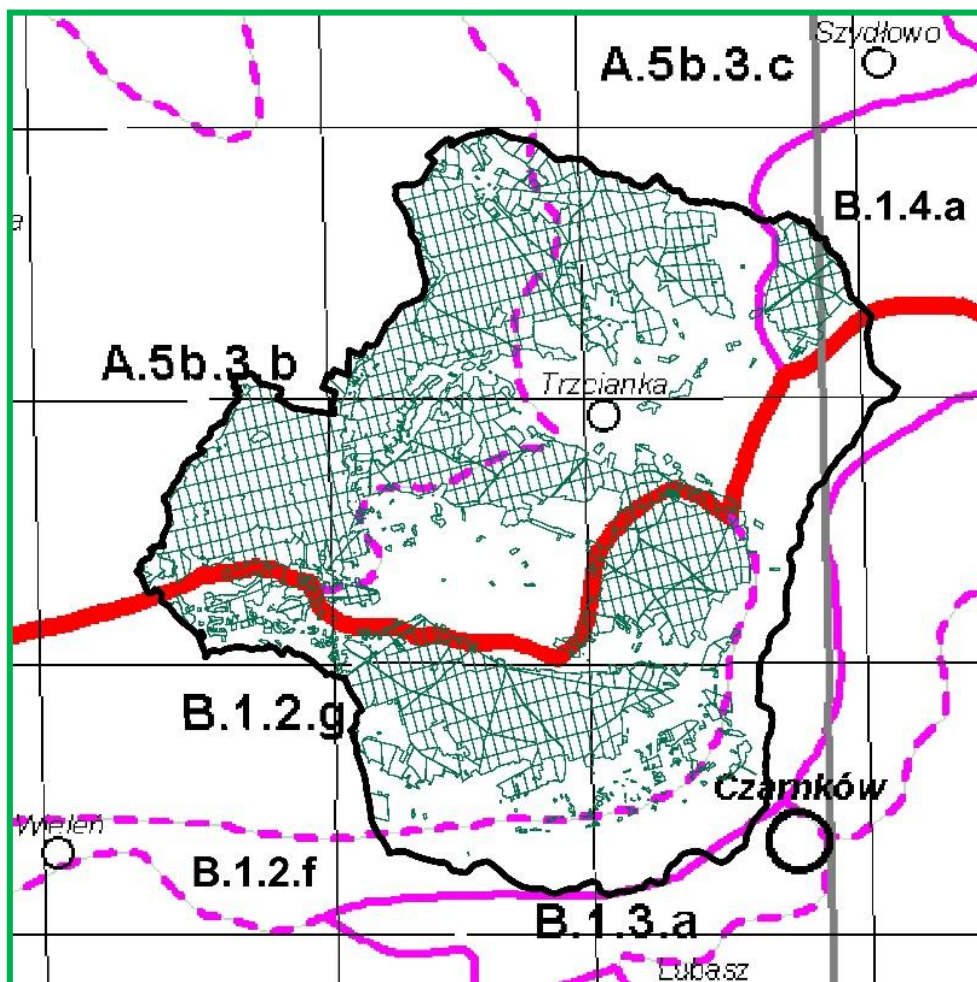 Szydłowo
A.5b.3.c
B.1.4.a
a
A.5b.3.b
Trzcianka
B.1.2.g
Czarnków
Wieleń
B.1.2.f
B.1.3.a
Lubasz